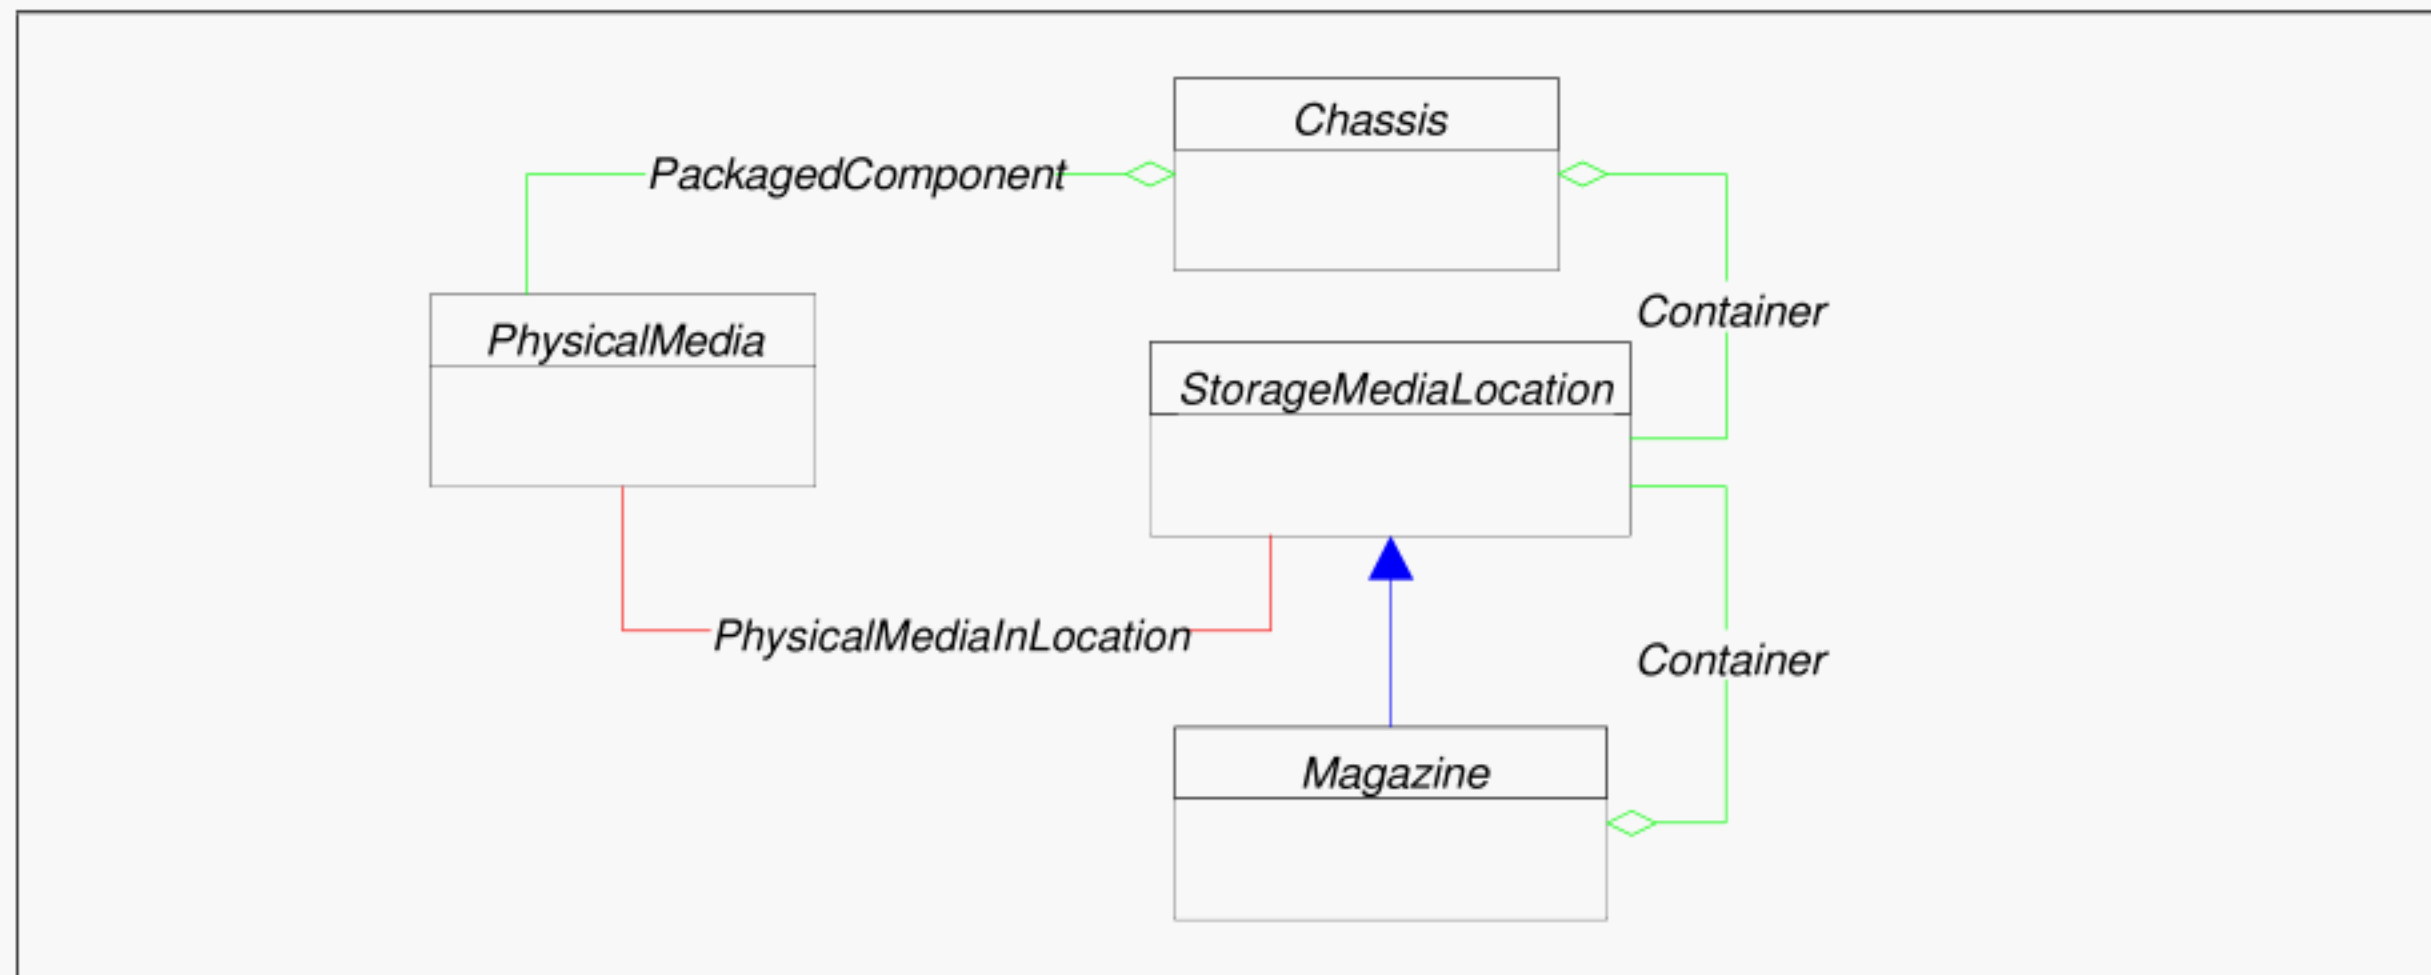 Chassis
PackagedComponent
Container
PhysicalMedia
StorageMediaLocation
PhysicalMediaInLocation
Container
Magazine